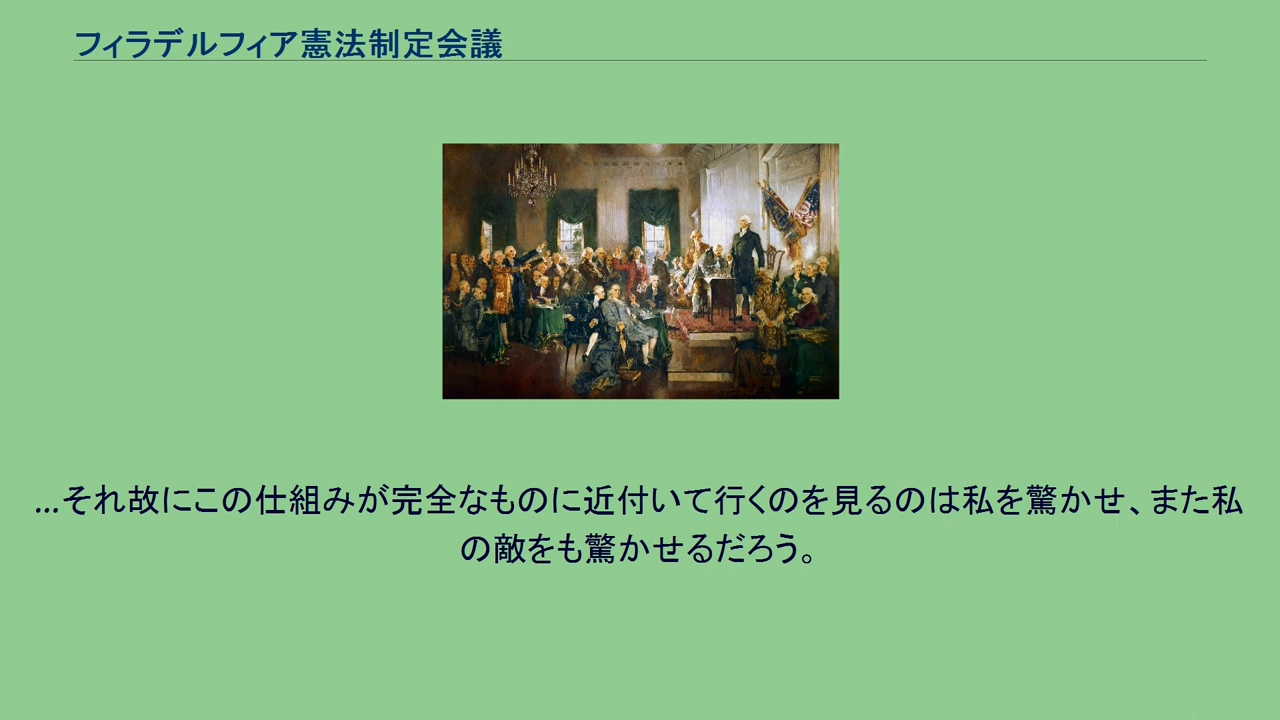 フィラデルフィア憲法制定会議
...それ故にこの仕組みが完全なものに近付いて行くのを見るのは私を驚かせ、また私
の敵をも驚かせるだろう。